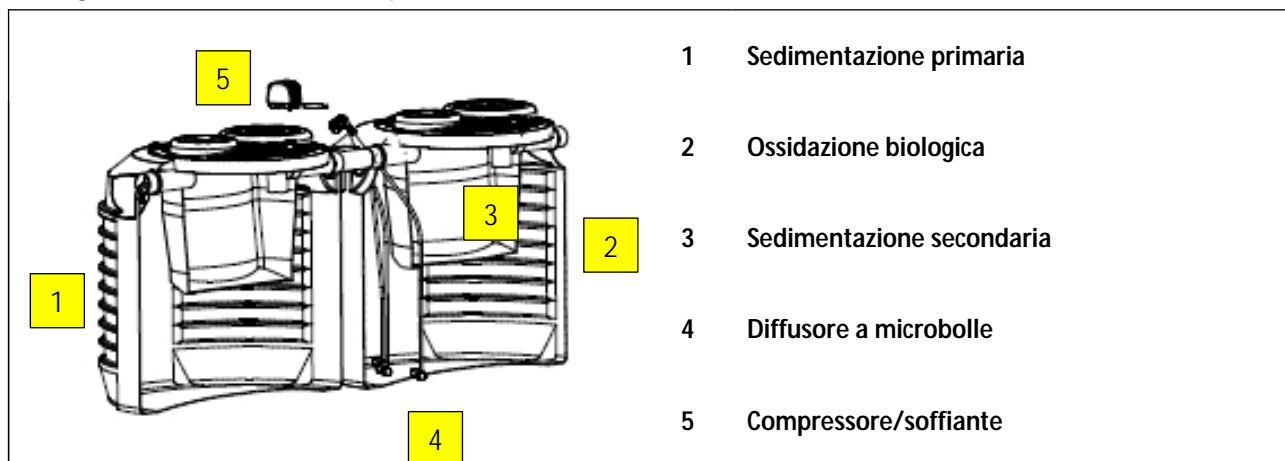 5
3
2
1
4
1 Sedimentazione primaria
2 Ossidazione biologica
3 Sedimentazione secondaria
4 Diffusore a microbolle
5 Compressore/soffiante